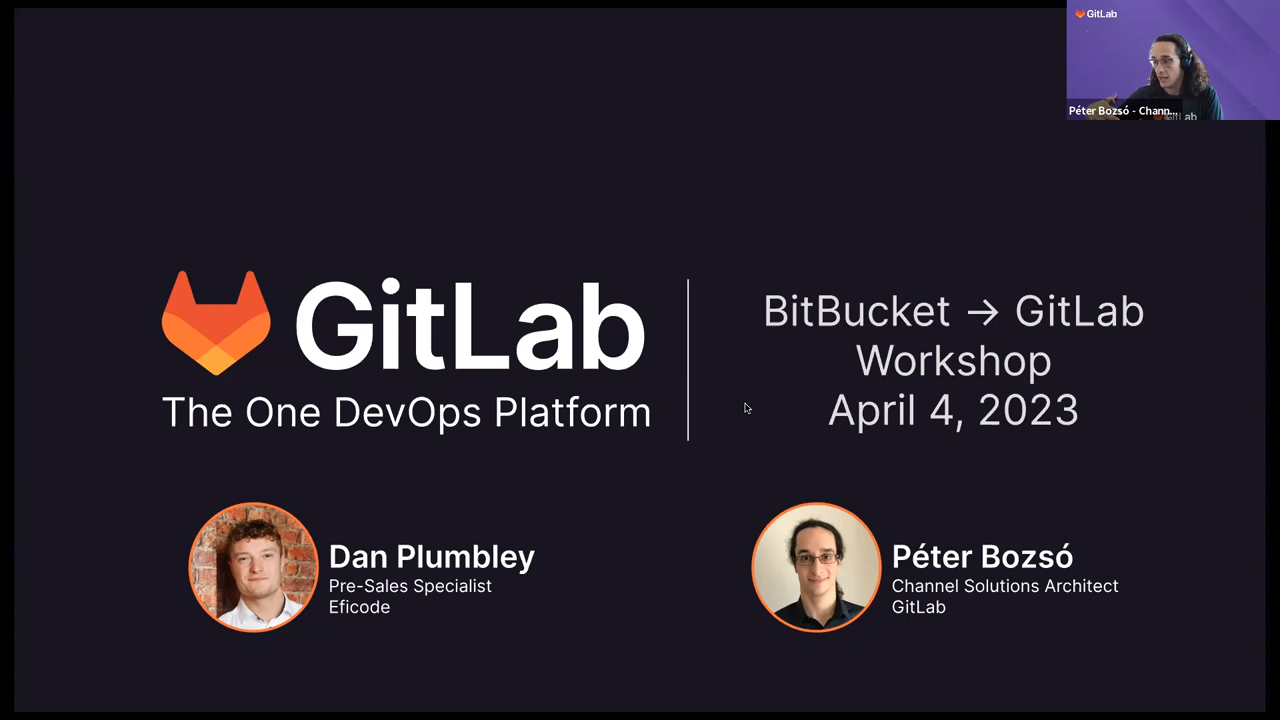 GitLab
Péter Bozsó - Chann...
GitLab
The One DevOps Platform
BitBucket → GitLab
Workshop
April 4, 2023
Dan Plumbley
Pre-Sales Specialist
Eficode
Péter Bozsó
Channel Solutions Architect
GitLab